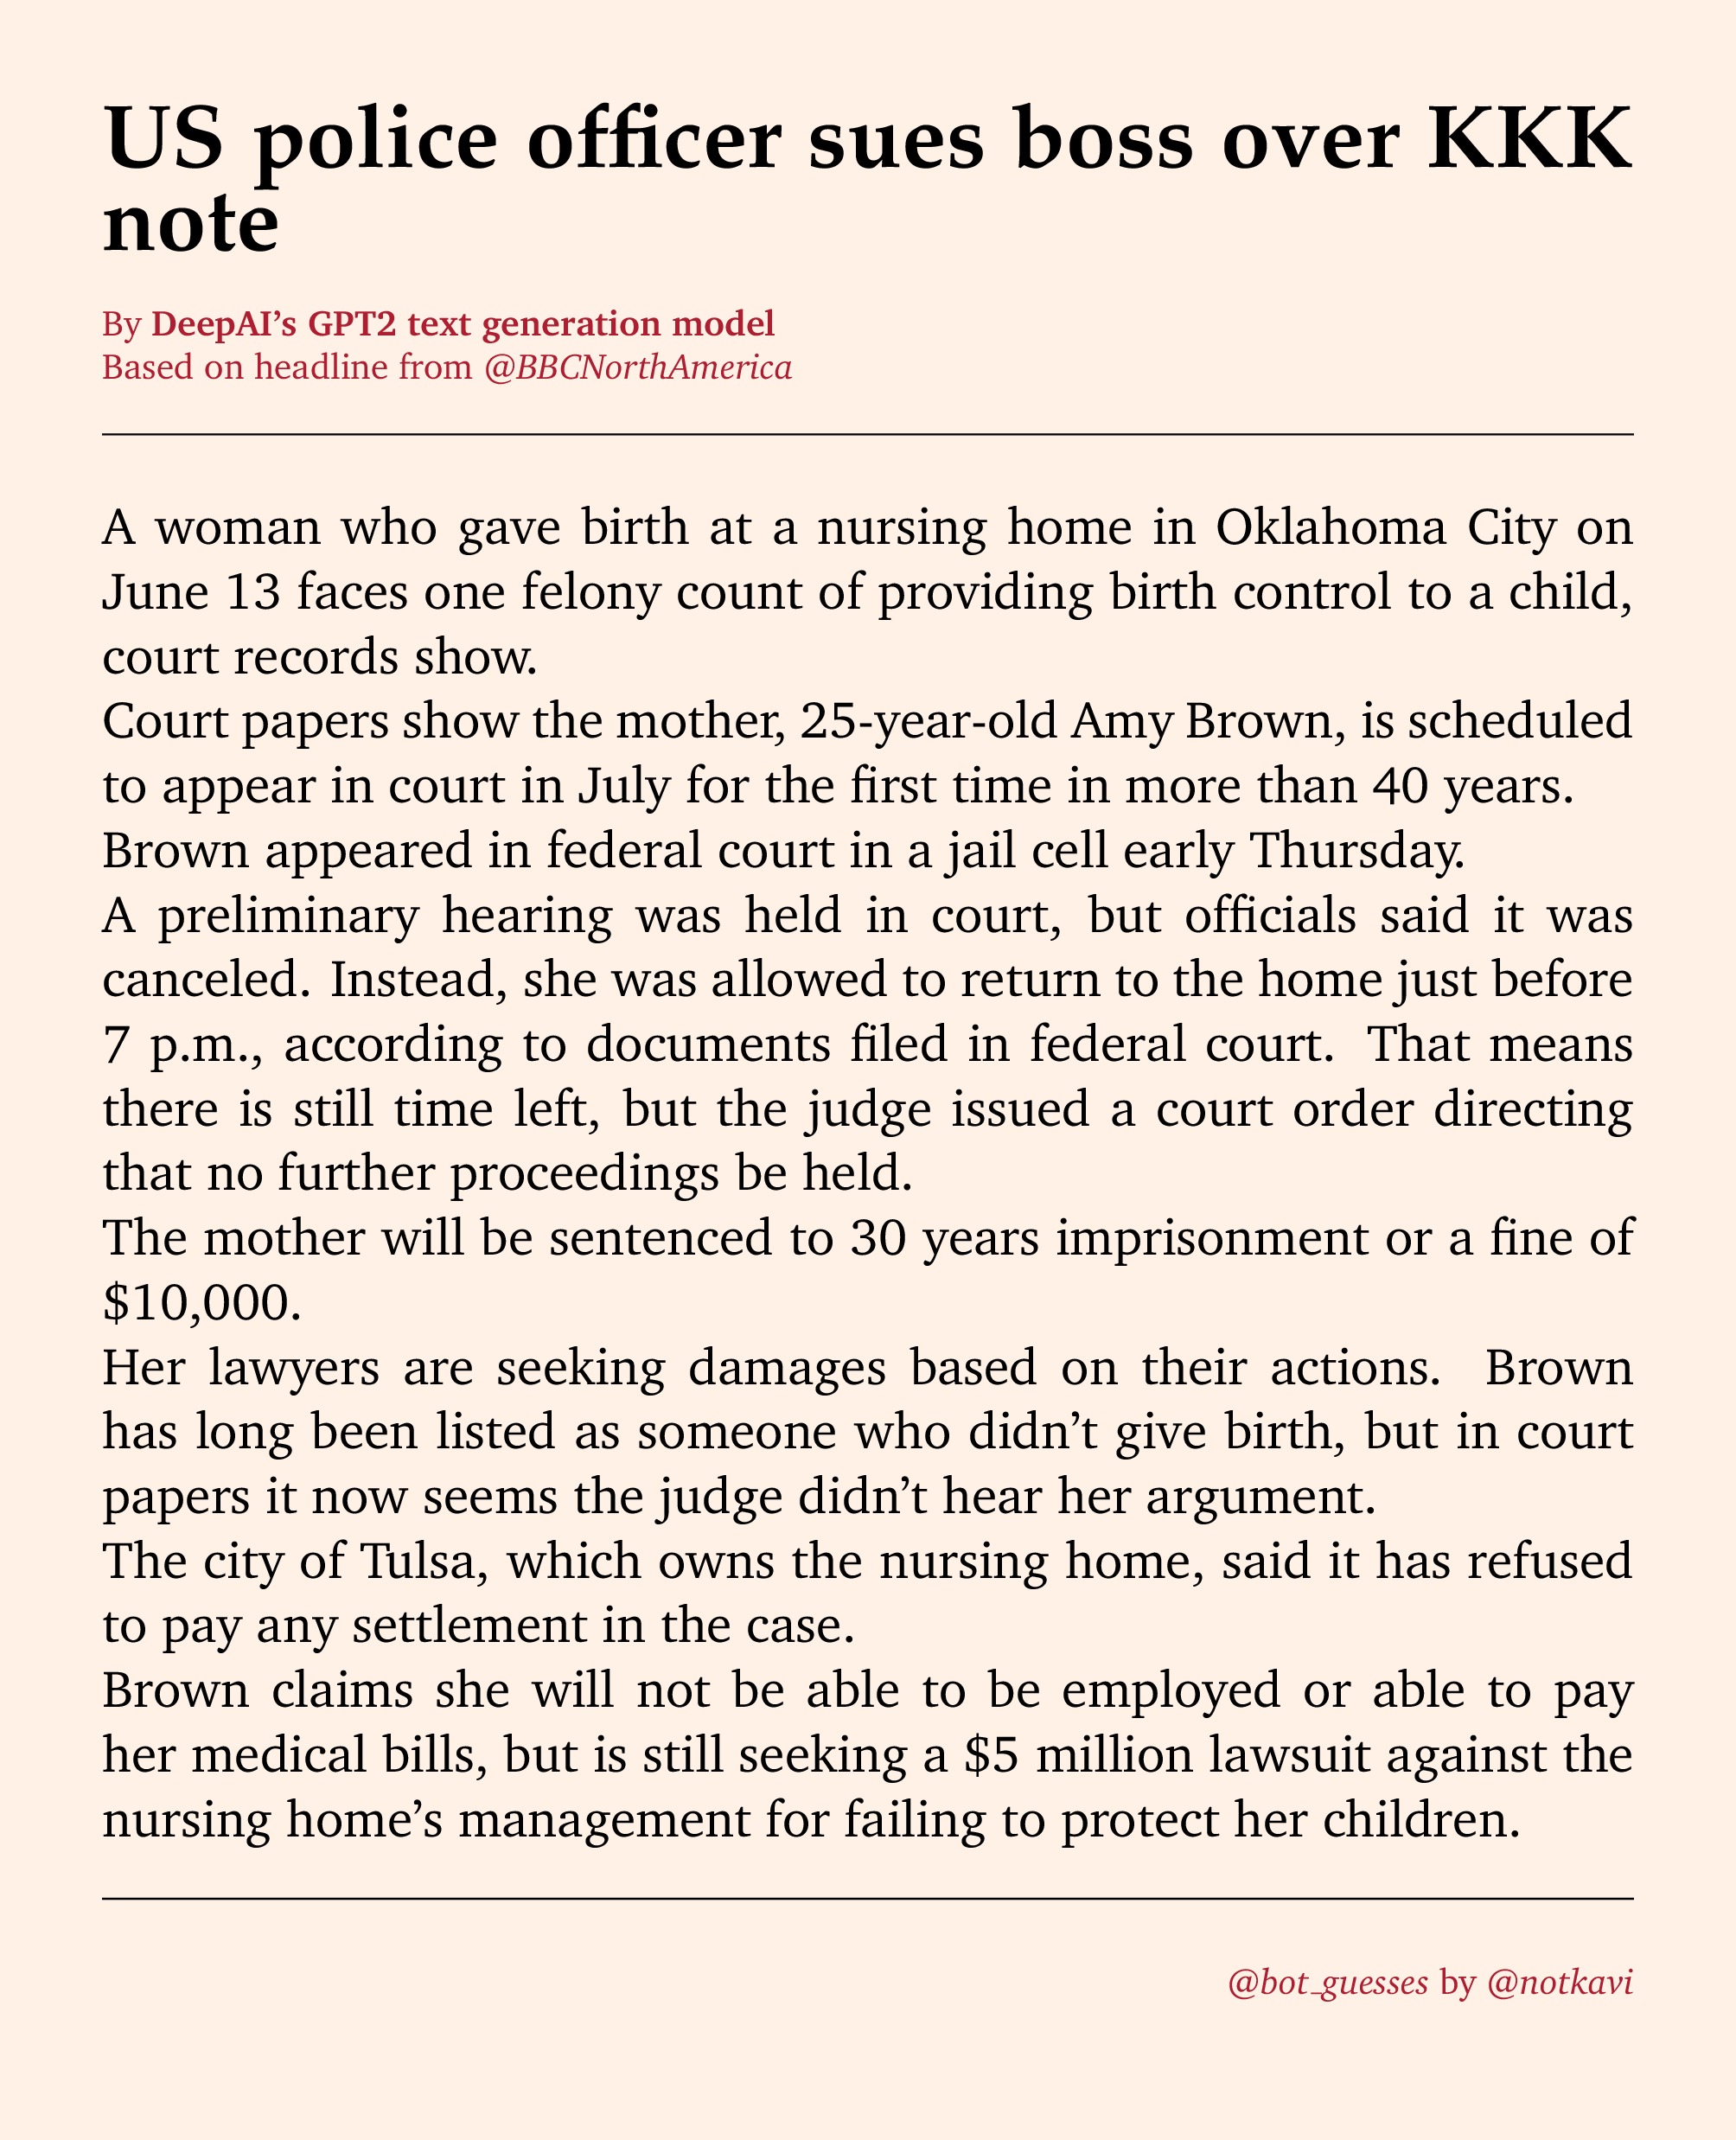 US police officer sues boss over KKK
note
By DeepAI’s GPT2 text generation model
Based on headline from @BBCNorthAmerica
A woman who gave birth at a nursing home in Oklahoma City on
June 13 faces one felony count of providing birth control to a child,
court records show.
Court papers show the mother, 25-year-old Amy Brown, is scheduled
to appear in court in July for the first time in more than 40 years.
Brown appeared in federal court in a jail cell early Thursday.
A preliminary hearing was held in court, but officials said it was
canceled. Instead, she was allowed to return to the home just before
7 p.m., according to documents filed in federal court. That means
there is still time left, but the judge issued a court order directing
that no further proceedings be held.
The mother will be sentenced to 30 years imprisonment or a fine of
$10,000.
Her lawyers are seeking damages based on their actions. Brown
has long been listed as someone who didn’t give birth, but in court
papers it now seems the judge didn’t hear her argument.
The city of Tulsa, which owns the nursing home, said it has refused
to pay any settlement in the case.
Brown claims she will not be able to be employed or able to pay
her medical bills, but is still seeking a $5 million lawsuit against the
nursing home’s management for failing to protect her children.
@bot_guesses by @notkavi